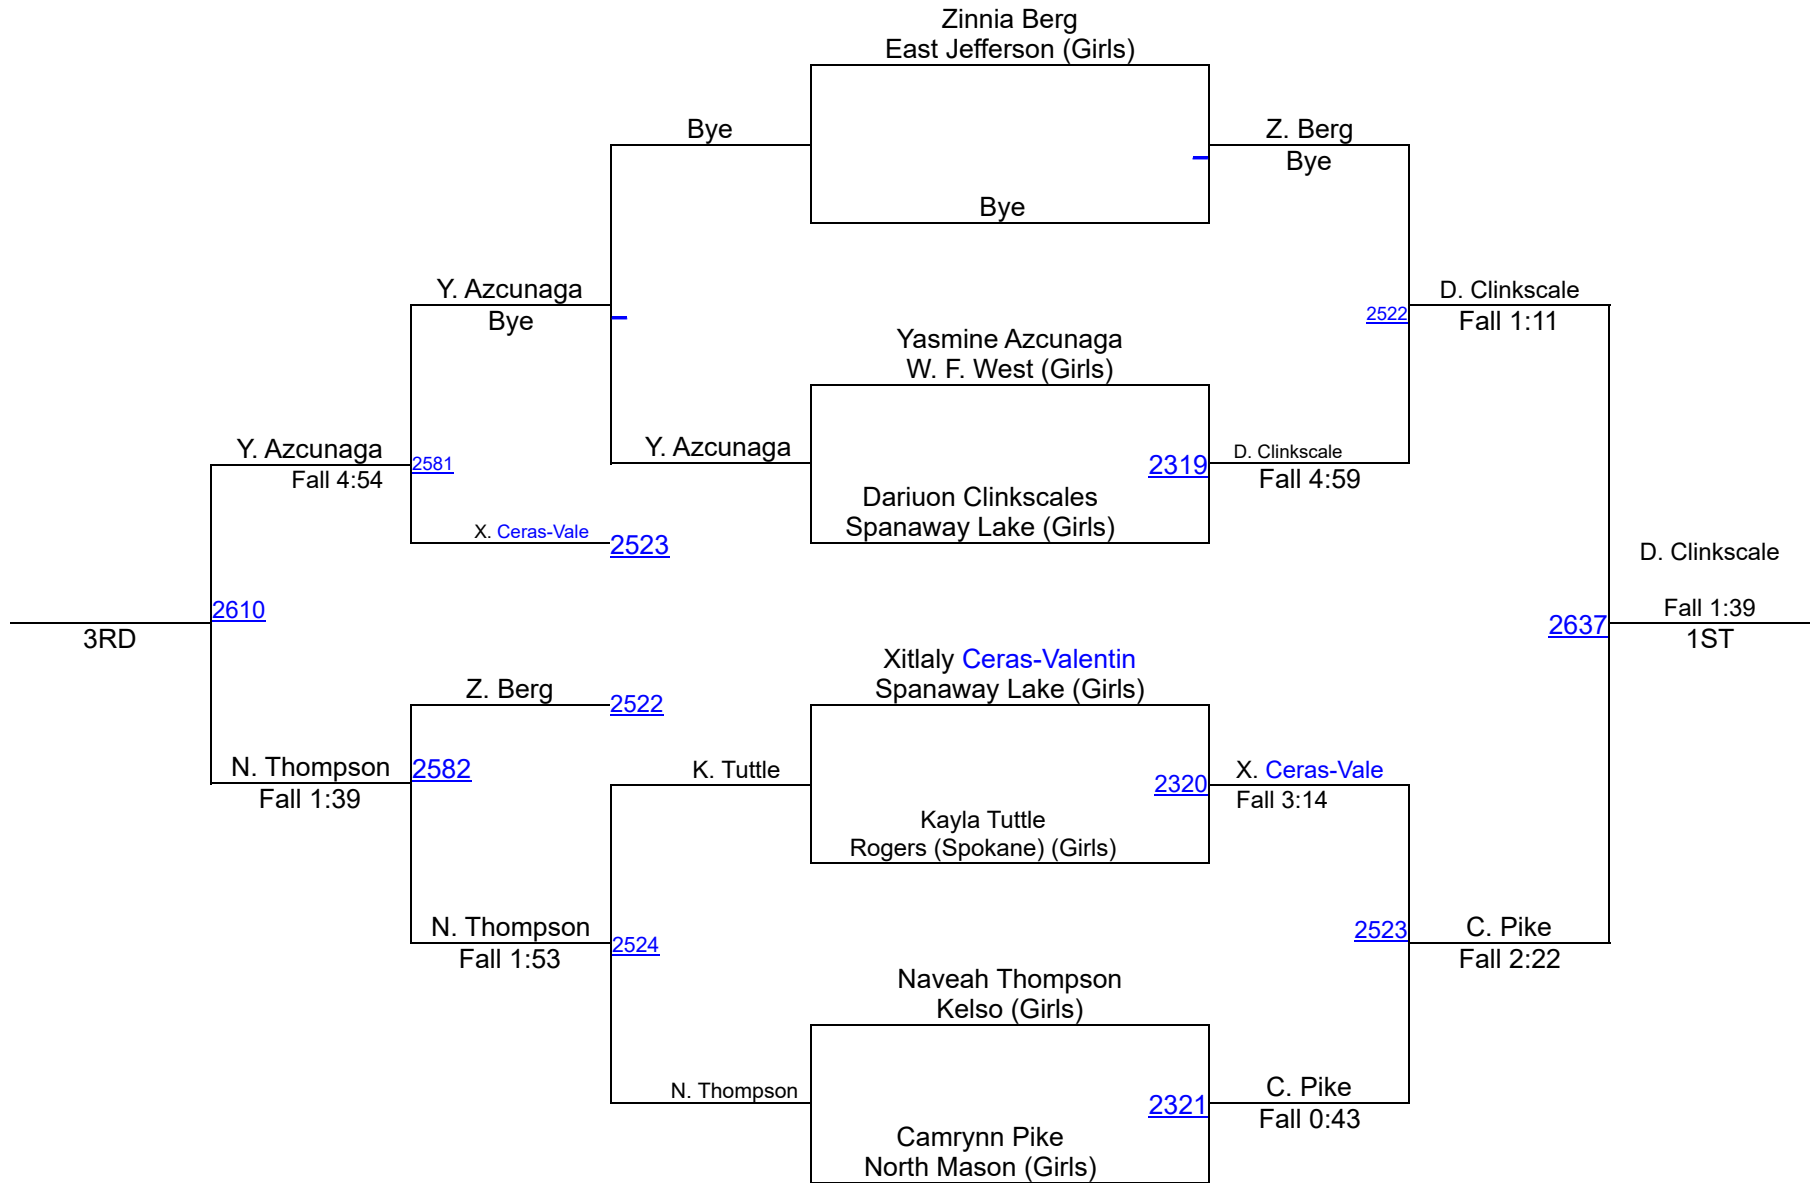 Zinnia Berg
East Jefferson (Girls)
Bye
Z. Berg
Bye
Bye
Y. Azcunaga
Bye
D. Clinkscale
2522
Fall 1:11
Yasmine Azcunaga
W. F. West (Girls)
Y. Azcunaga
2581
Fall 4:54
Y. Azcunaga
2319
D. Clinkscale
Fall 4:59
Dariuon Clinkscales
Spanaway Lake (Girls)
X. Ceras-Vale
2523
D. Clinkscale
2610
3RD
Fall 1:39
2637
1ST
Xitlaly Ceras-Valentin
Spanaway Lake (Girls)
Z. Berg
2522
N. Thompson
2582
Fall 1:39
K. Tuttle
2320
X. Ceras-Vale
Fall 3:14
Kayla Tuttle
Rogers (Spokane) (Girls)
N. Thompson
2524
Fall 1:53
2523
C. Pike
Fall 2:22
Naveah Thompson
Kelso (Girls)
N. Thompson
2321
C. Pike
Fall 0:43
Camrynn Pike
North Mason (Girls)